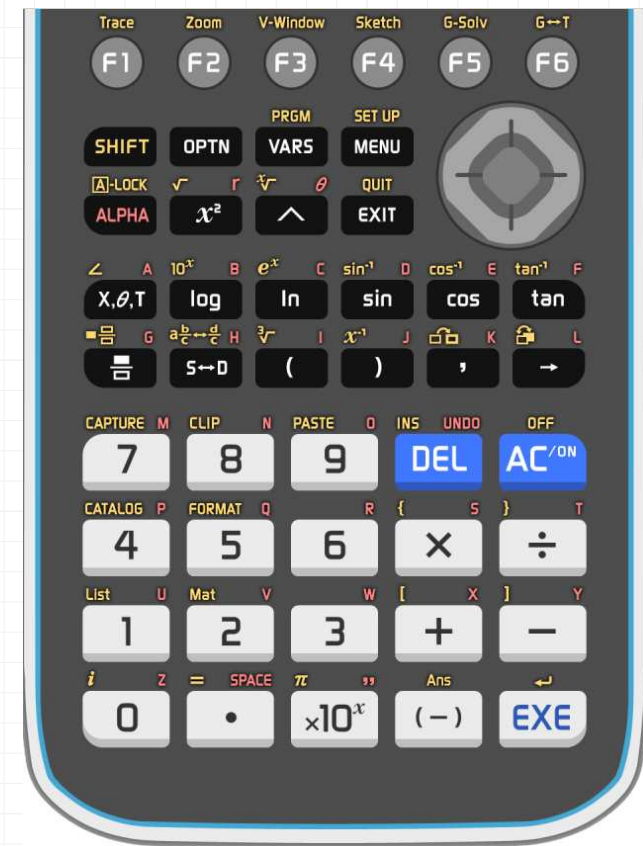 Trace Zoom V-Window Sketch G-Solv G↔T
F1 F2 F3 F4 F5 F6
PRGM SET UP
SHIFT OPTN VARS MENU
A-LOCK √ r ˣ√ θ QUIT
ALPHA x² ^ EXIT
∠ A 10ˣ B eˣ C sin⁻¹ D cos⁻¹ E tan⁻¹ F
X,θ,T log ln sin cos tan
G a b/c↔d/c H ³√ I x⁻¹ J K L
S↔D ( ) , →
CAPTURE M CLIP N PASTE O INS UNDO OFF
7 8 9 DEL AC/ON
CATALOG P FORMAT Q R { S } T
4 5 6 × ÷
List U Mat V W [ X ] Y
1 2 3 + −
i Z = SPACE π " Ans ↵
0 • ×10ˣ (−) EXE